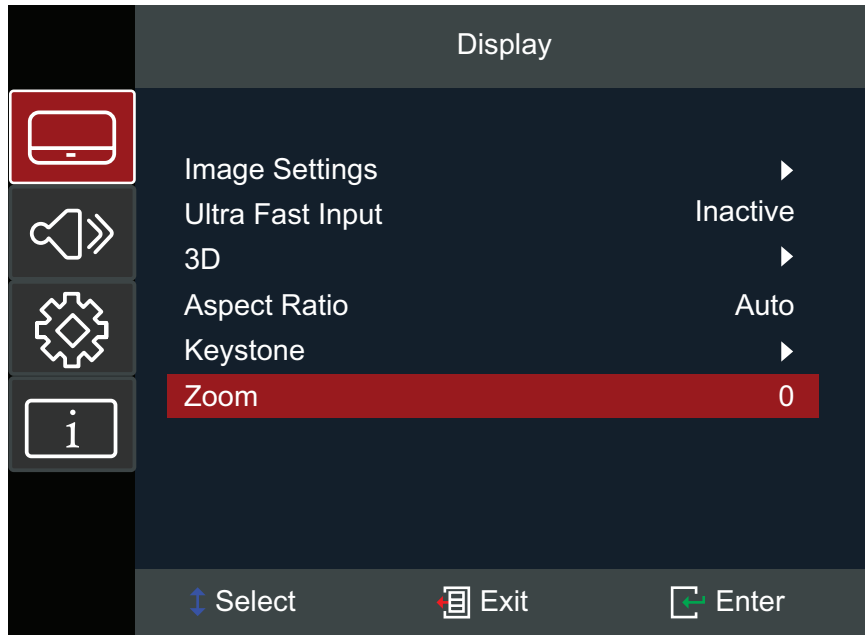 Display
Image Settings
Ultra Fast Input Inactive
3D
Aspect Ratio Auto
Keystone
Zoom 0
i
Select Exit Enter